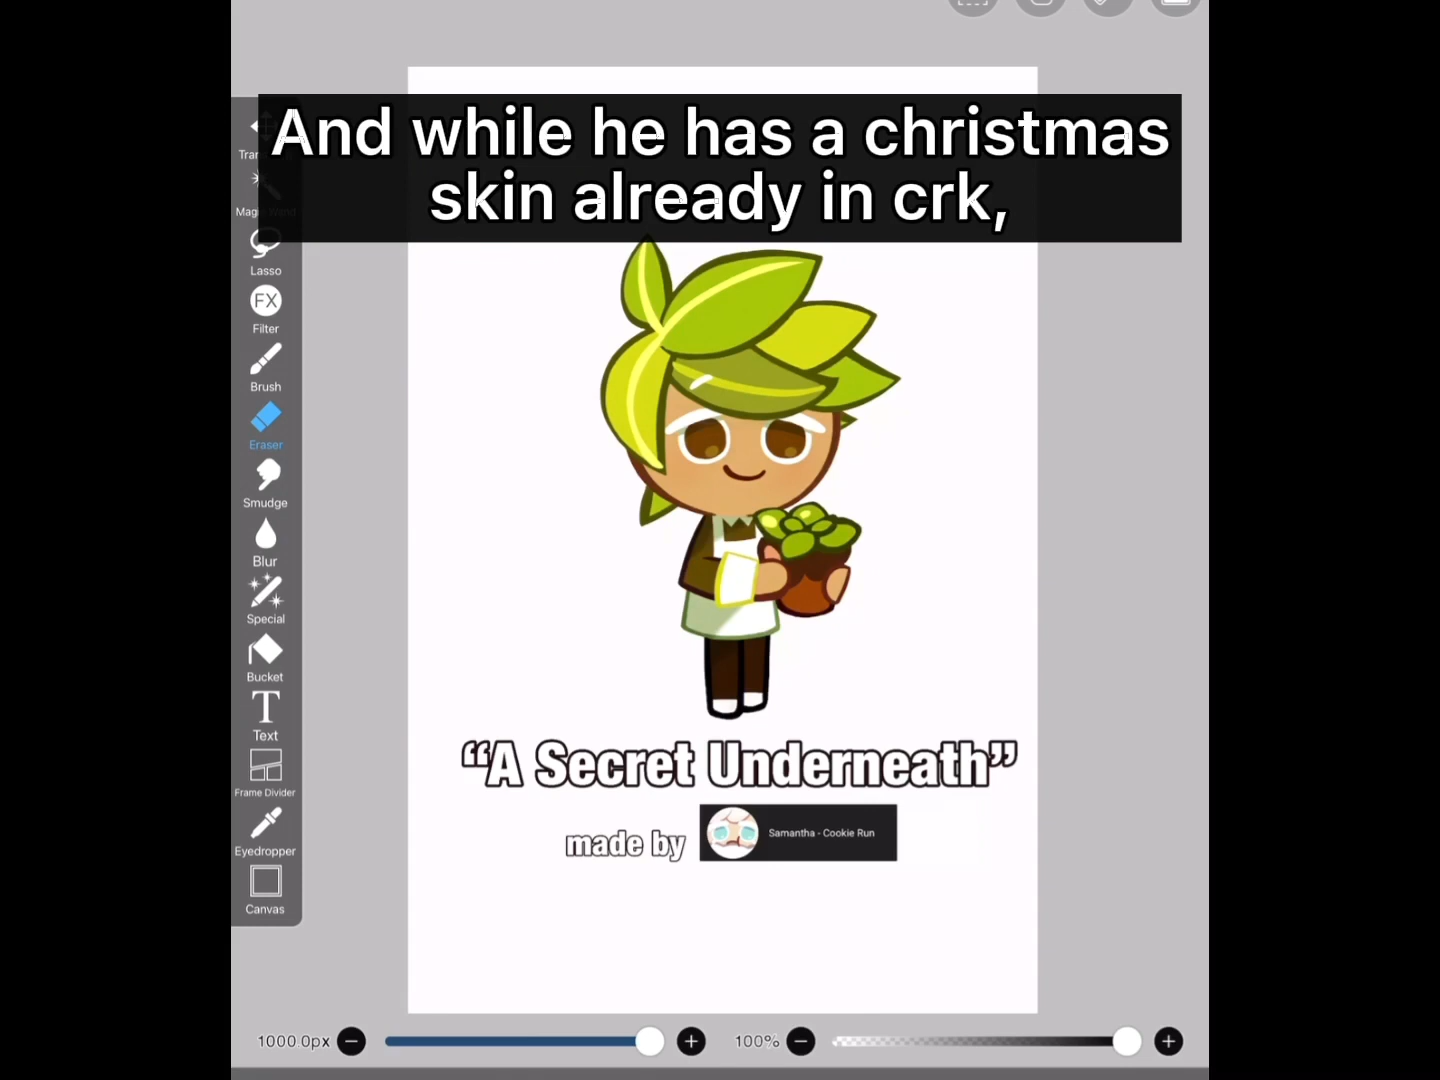 And while he has a christmas
skin already in crk,
Lasso
FX
Filter
Brush
Eraser
Smudge
Blur
Special
Bucket
T
Text
Frame Divider
Eyedropper
Canvas
“A Secret Underneath”
made by
Samantha - Cookie Run
1000.0px
100%